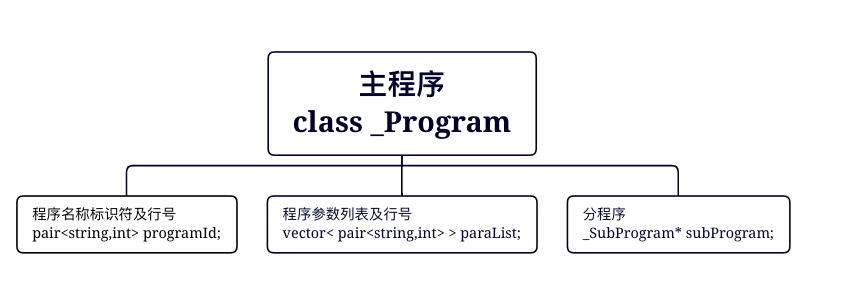 主程序
class _Program
程序名称标识符及行号
pair<string,int> programId;
程序参数列表及行号
vector< pair<string,int> > paraList;
分程序
_SubProgram* subProgram;